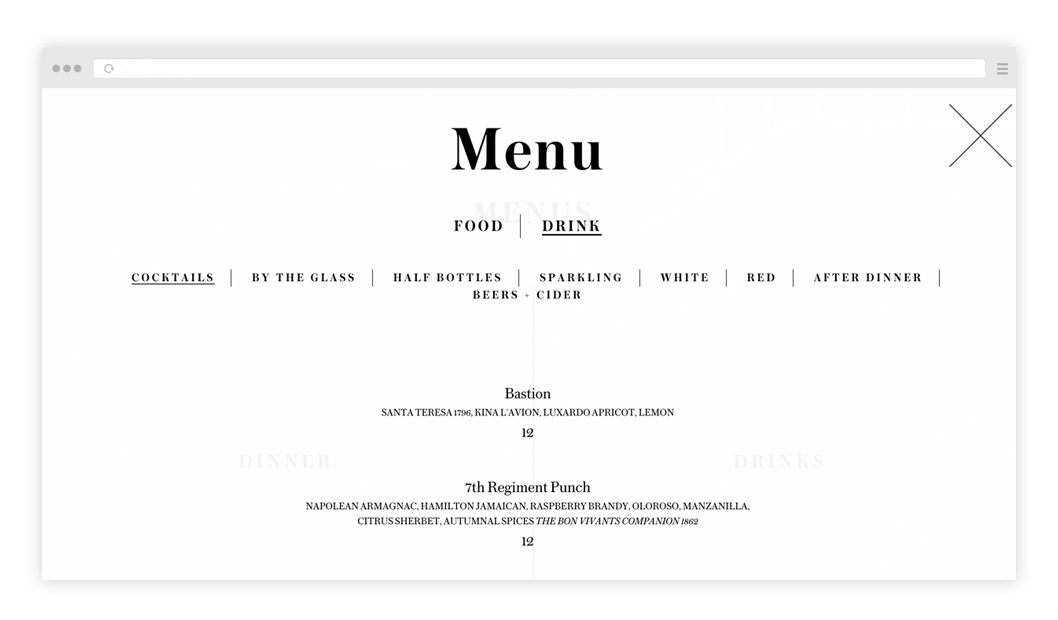 Menu
MENUS
FOOD | DRINK
COCKTAILS | BY THE GLASS | HALF BOTTLES | SPARKLING | WHITE | RED | AFTER DINNER |
BEERS + CIDER
Bastion
SANTA TERESA 1796, KINA L'AVION, LUXARDO APRICOT, LEMON
12
DINNER DRINKS
7th Regiment Punch
NAPOLEAN ARMAGNAC, HAMILTON JAMAICAN, RASPBERRY BRANDY, OLOROSO, MANZANILLA,
CITRUS SHERBET, AUTUMNAL SPICES THE BON VIVANTS COMPANION 1862
12